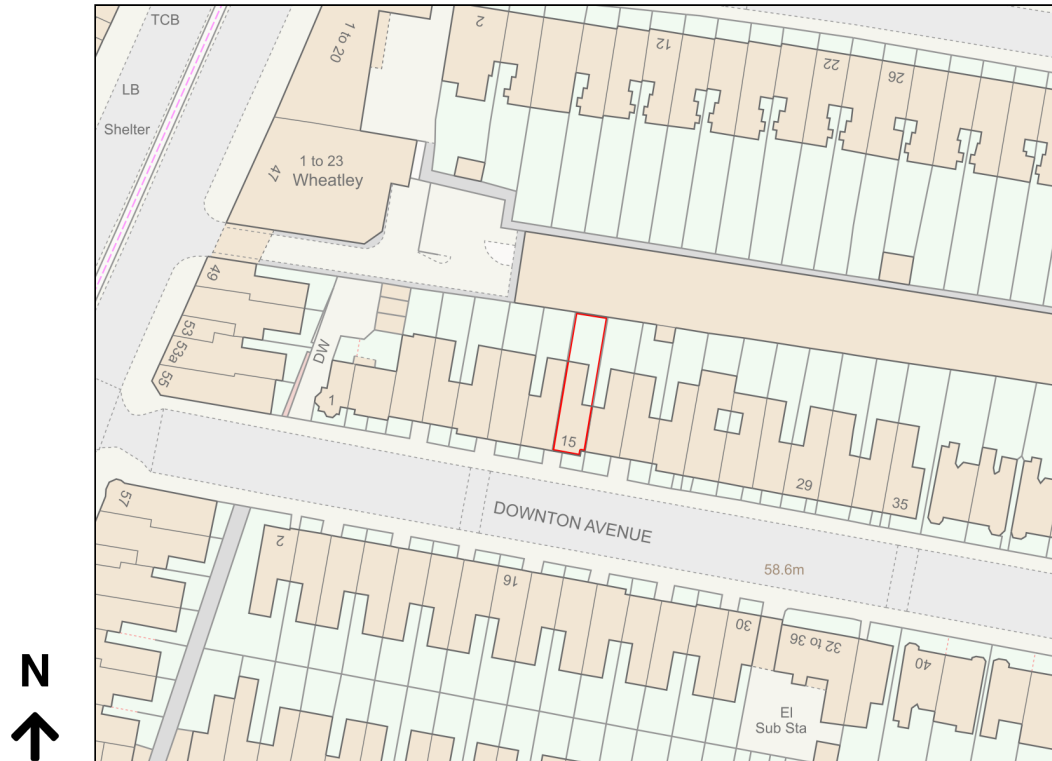 TCB
LB
Shelter
1 to 20
2
12
22
26
1 to 23
47
Wheatley
49
53
53a
55
MD
1
15
29
35
57
DOWNTON AVENUE
58.6m
2
16
30
32 to 36
40
El
Sub Sta
N